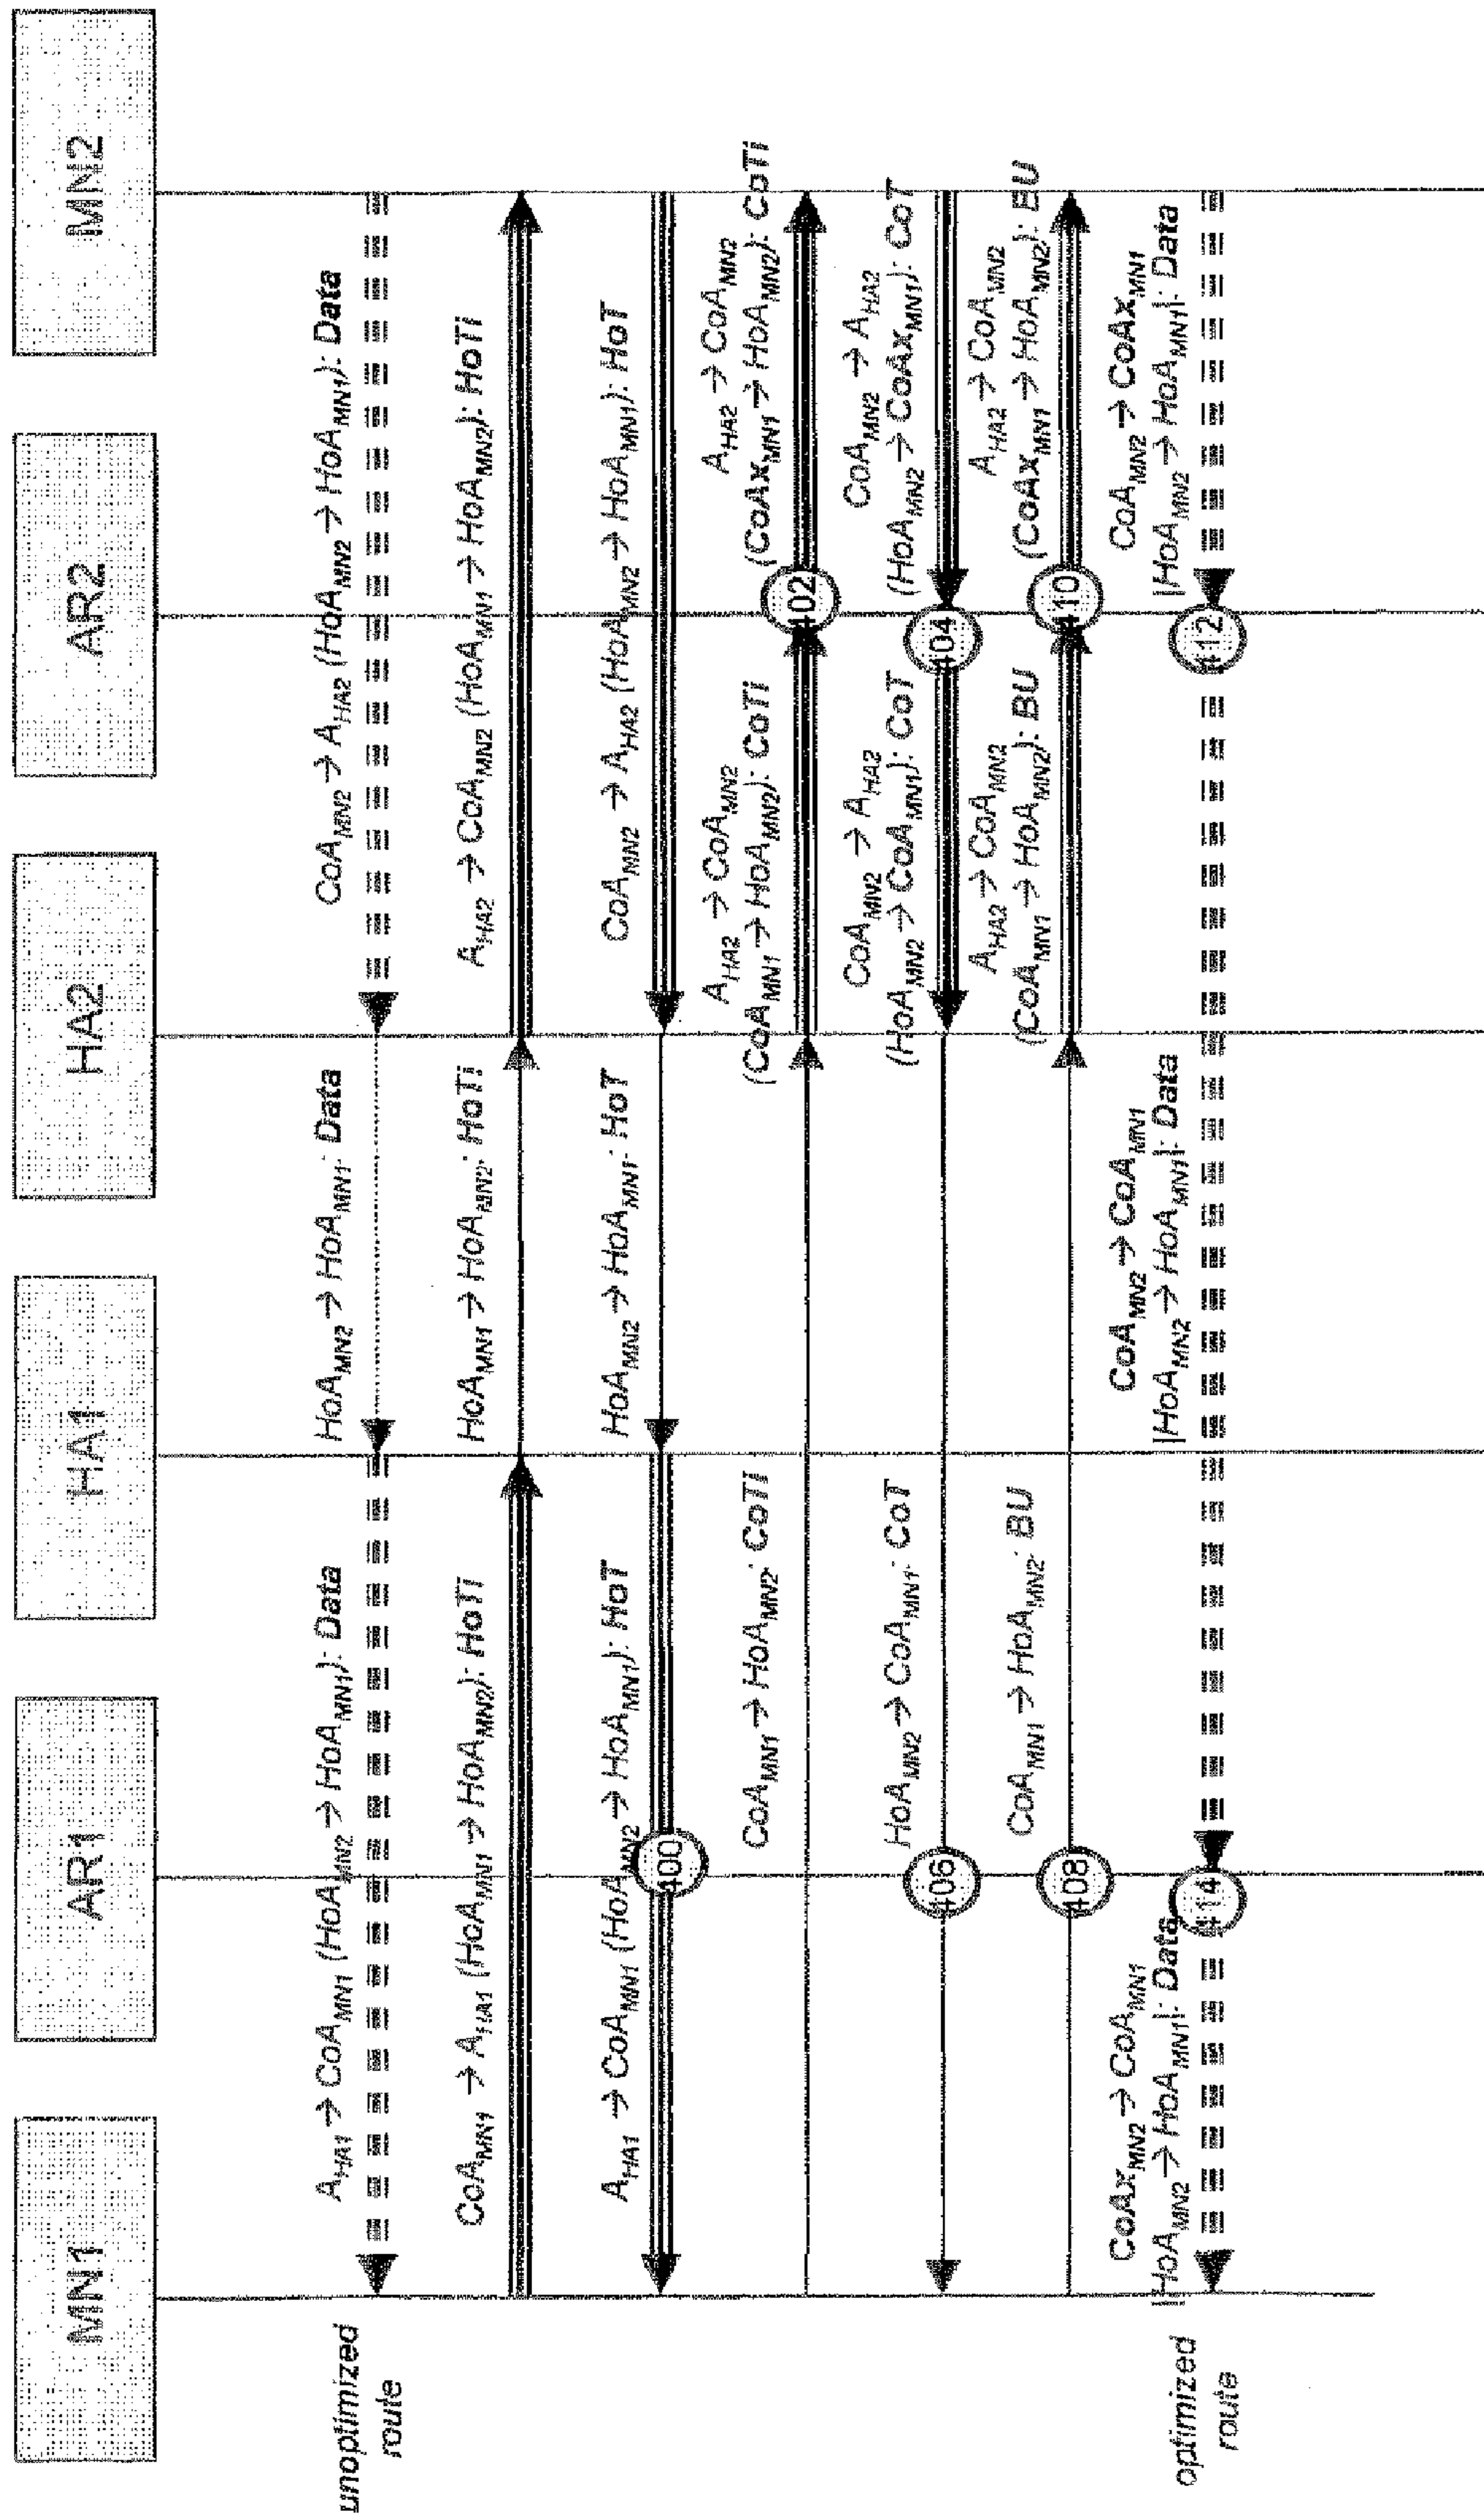 MN1
AR1
HA1
HA2
AR2
MN2
unoptimized
route
A_HA1 → CoA_MN1 (HoA_MN2 → HoA_MN1): Data
HoA_MN2 → HoA_MN1: Data
CoA_MN2 → A_HA2 (HoA_MN2 → HoA_MN1): Data
CoA_MN1 → A_HA1 (HoA_MN1 → HoA_MN2): HoTi
HoA_MN1 → HoA_MN2: HoTi
A_HA2 → CoA_MN2 (HoA_MN1 → HoA_MN2): HoTi
A_HA1 → CoA_MN1 (HoA_MN2 → HoA_MN1): HoT
HoA_MN2 → HoA_MN1: HoT
CoA_MN2 → A_HA2 (HoA_MN2 → HoA_MN1): HoT
400
CoA_MN1 → HoA_MN2: CoTi
A_HA2 → CoA_MN2
(CoA_MN1 → HoA_MN2): CoTi
A_HA2 → CoA_MN2
(CoAx_MN1 → HoA_MN2): CoTi
402
HoA_MN2 → CoA_MN1: CoT
CoA_MN2 → A_HA2
(HoA_MN2 → CoA_MN1): CoT
CoA_MN2 → A_HA2
(HoA_MN2 → CoAx_MN1): CoT
406
404
CoA_MN1 → HoA_MN2: BU
A_HA2 → CoA_MN2
(CoA_MN1 → HoA_MN2): BU
A_HA2 → CoA_MN2
(CoAx_MN1 → HoA_MN2): BU
408
410
optimized
route
CoAx_MN2 → CoA_MN1
|HoA_MN2 → HoA_MN1|: Data
CoA_MN2 → CoA_MN1
|HoA_MN2 → HoA_MN1|: Data
CoA_MN2 → CoAx_MN1
|HoA_MN2 → HoA_MN1|: Data
414
412